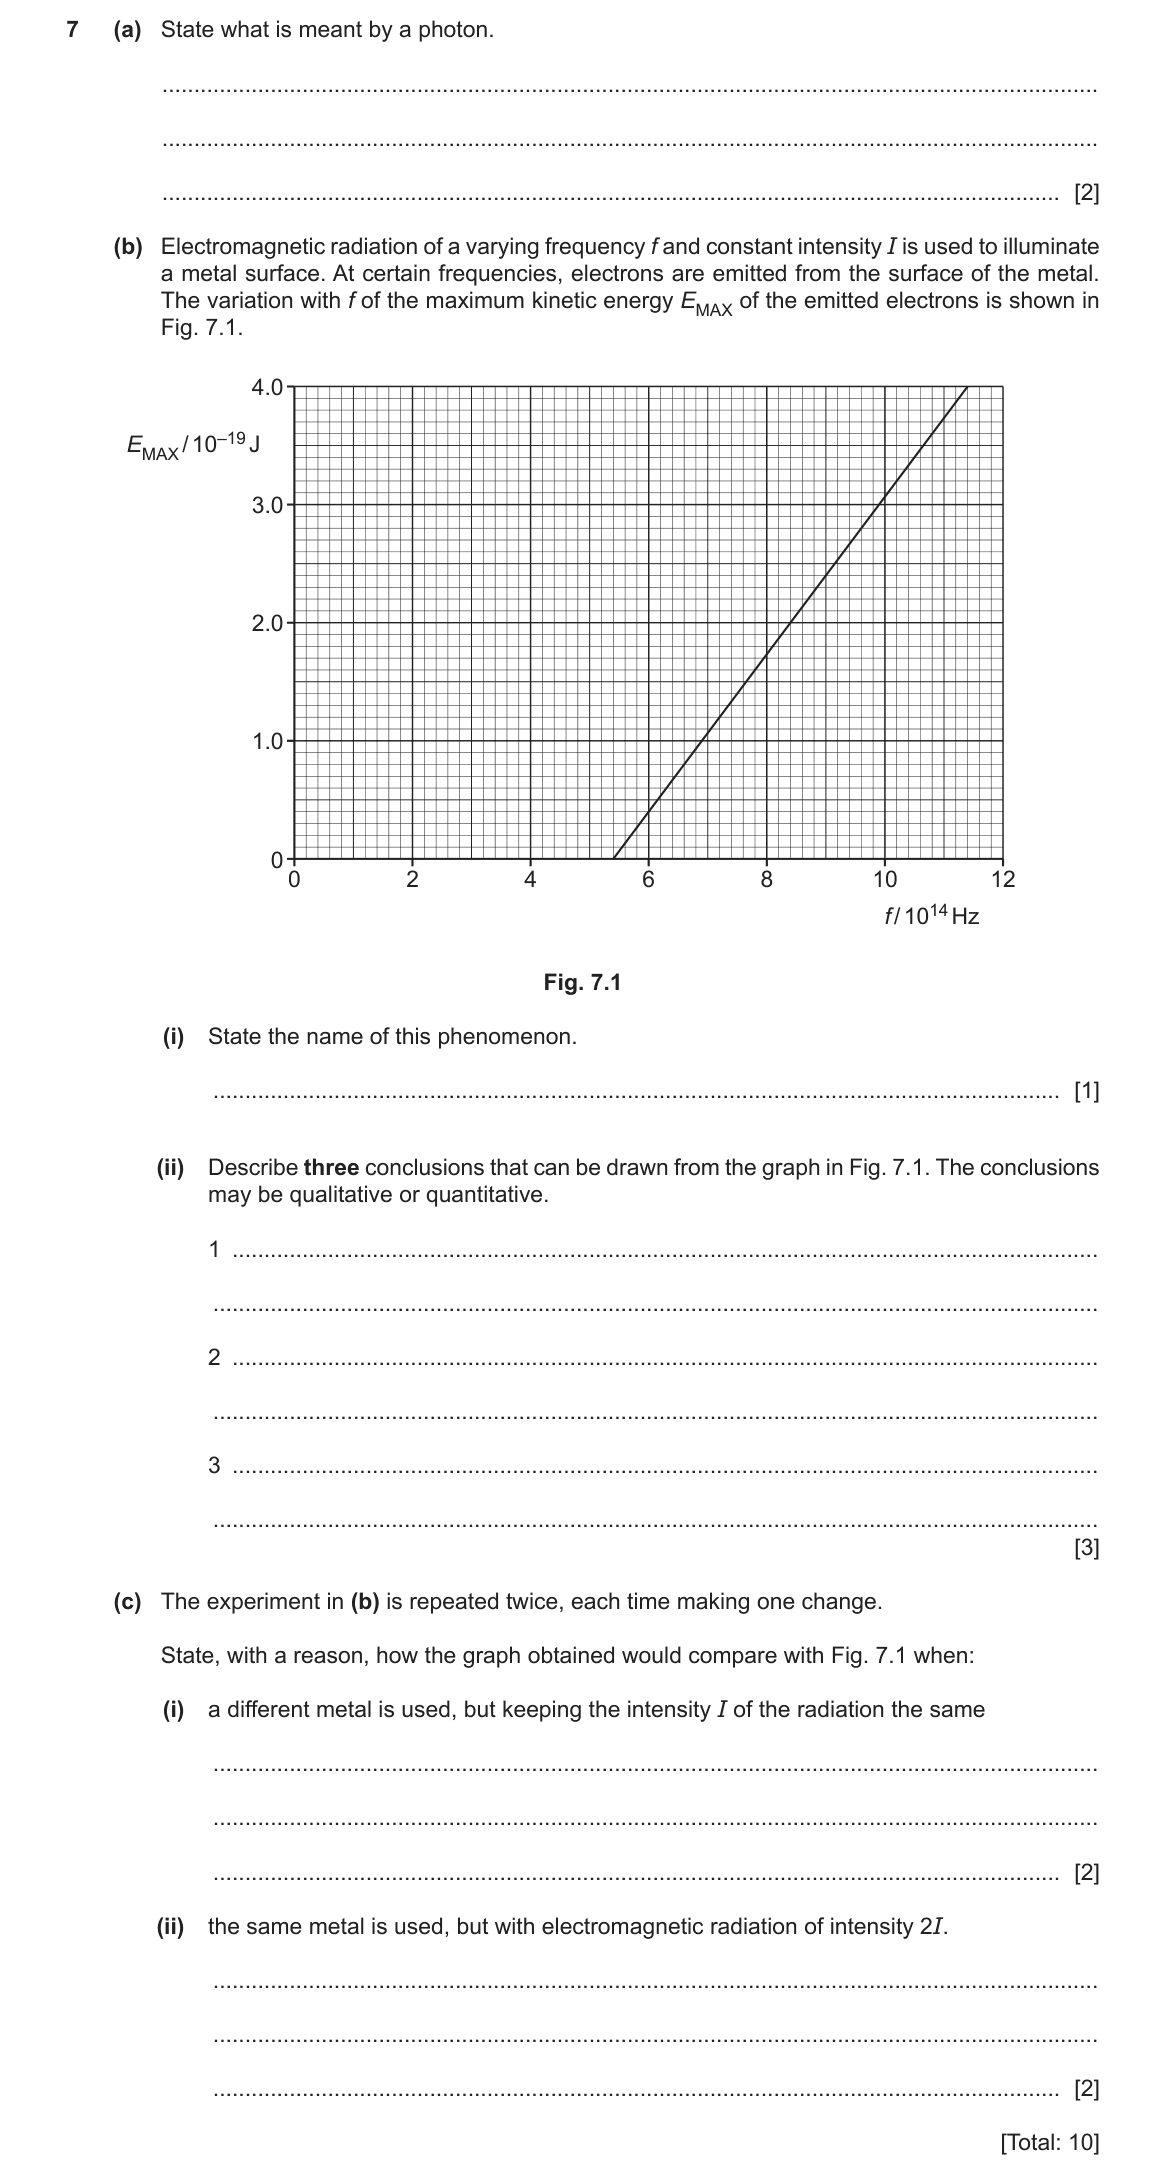 7 (a) State what is meant by a photon.
..........................................................................................
..........................................................................................
.......................................................................................... [2]
(b) Electromagnetic radiation of a varying frequency f and constant intensity I is used to illuminate
a metal surface. At certain frequencies, electrons are emitted from the surface of the metal.
The variation with f of the maximum kinetic energy E_MAX of the emitted electrons is shown in
Fig. 7.1.
4.0
E_MAX / 10⁻¹⁹ J
3.0
2.0
1.0
0
0 2 4 6 8 10 12
f / 10¹⁴ Hz
Fig. 7.1
(i) State the name of this phenomenon.
.......................................................................................... [1]
(ii) Describe three conclusions that can be drawn from the graph in Fig. 7.1. The conclusions
may be qualitative or quantitative.
1 ..........................................................................................
..........................................................................................
2 ..........................................................................................
..........................................................................................
3 ..........................................................................................
..........................................................................................
[3]
(c) The experiment in (b) is repeated twice, each time making one change.
State, with a reason, how the graph obtained would compare with Fig. 7.1 when:
(i) a different metal is used, but keeping the intensity I of the radiation the same
..........................................................................................
..........................................................................................
.......................................................................................... [2]
(ii) the same metal is used, but with electromagnetic radiation of intensity 2I.
..........................................................................................
..........................................................................................
.......................................................................................... [2]
[Total: 10]